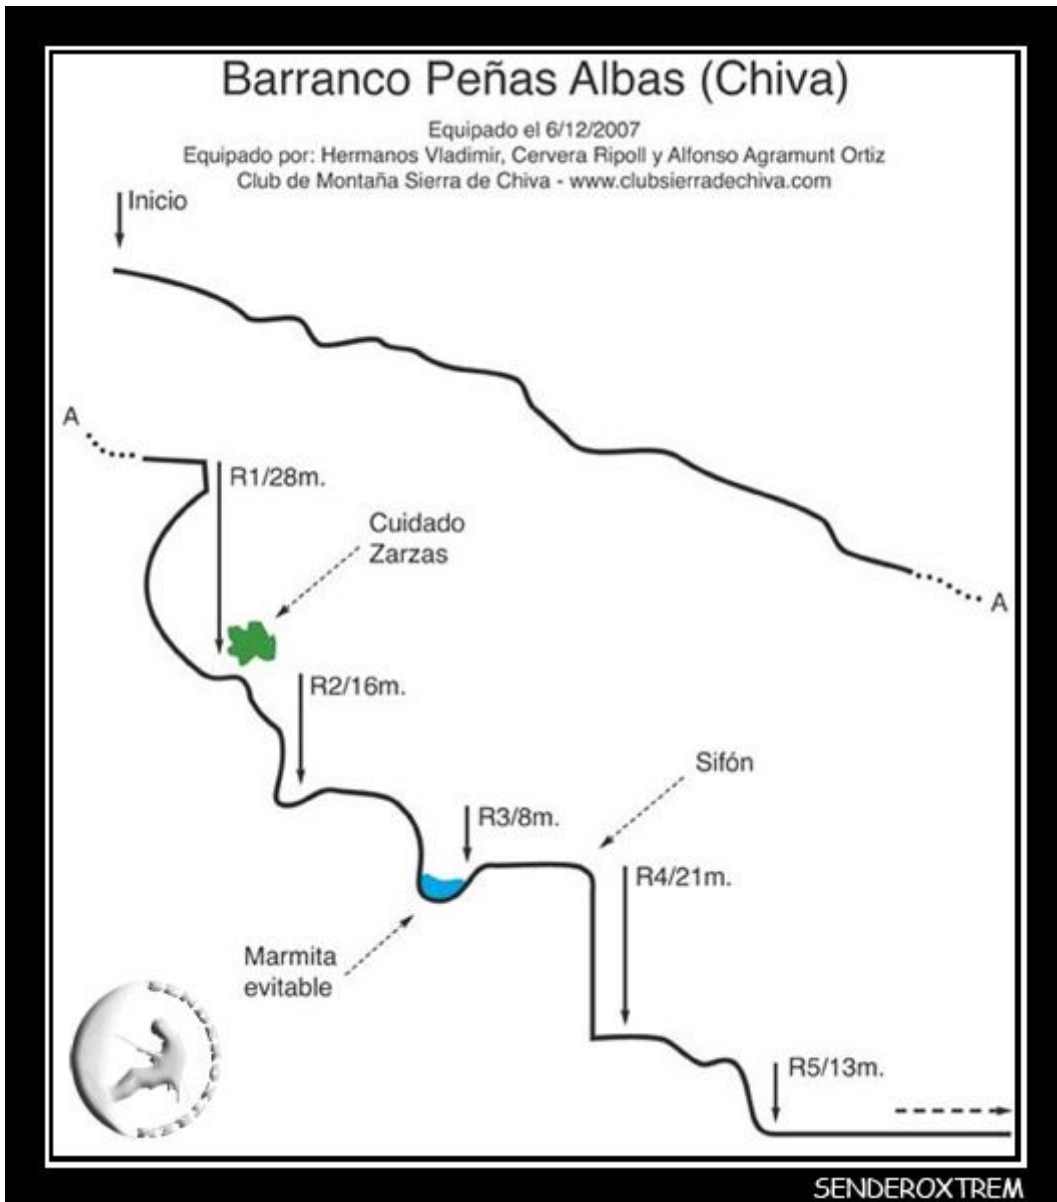 Barranco Peñas Albas (Chiva)
Equipado el 6/12/2007
Equipado por: Hermanos Vladimir, Cervera Ripoll y Alfonso Agramunt Ortiz
Club de Montaña Sierra de Chiva - www.clubsierradechiva.com
Inicio
A
R1/28m.
Cuidado
Zarzas
A
R2/16m.
Sifón
R3/8m.
R4/21m.
Marmita
evitable
R5/13m.
SENDEROXTREM
SENDEROXTREM